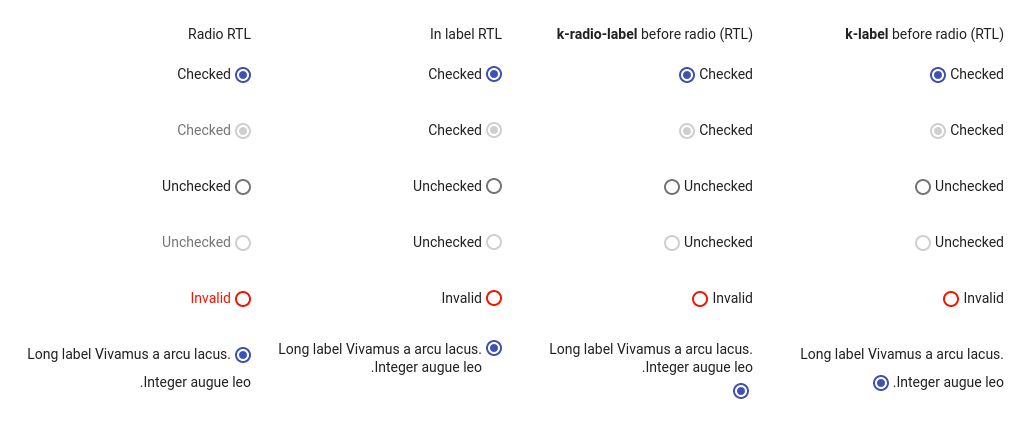 Radio RTL
Checked
Checked
Unchecked
Unchecked
Invalid
Long label Vivamus a arcu lacus.
.Integer augue leo
In label RTL
Checked
Checked
Unchecked
Unchecked
Invalid
Long label Vivamus a arcu lacus.
.Integer augue leo
k-radio-label before radio (RTL)
Checked
Checked
Unchecked
Unchecked
Invalid
Long label Vivamus a arcu lacus.
.Integer augue leo
k-label before radio (RTL)
Checked
Checked
Unchecked
Unchecked
Invalid
Long label Vivamus a arcu lacus.
.Integer augue leo